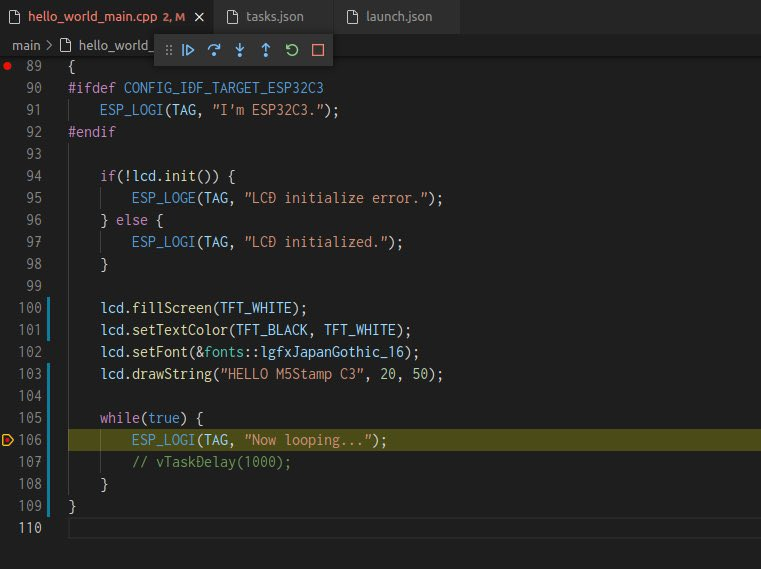 hello_world_main.cpp 2, M
tasks.json
launch.json
main > hello_world_
89 {
90 #ifdef CONFIG_IDF_TARGET_ESP32C3
91 ESP_LOGI(TAG, "I'm ESP32C3.");
92 #endif
93
94 if(!lcd.init()) {
95 ESP_LOGE(TAG, "LCD initialize error.");
96 } else {
97 ESP_LOGI(TAG, "LCD initialized.");
98 }
99
100 lcd.fillScreen(TFT_WHITE);
101 lcd.setTextColor(TFT_BLACK, TFT_WHITE);
102 lcd.setFont(&fonts::lgfxJapanGothic_16);
103 lcd.drawString("HELLO M5Stamp C3", 20, 50);
104
105 while(true) {
106 ESP_LOGI(TAG, "Now looping...");
107 // vTaskDelay(1000);
108 }
109 }
110